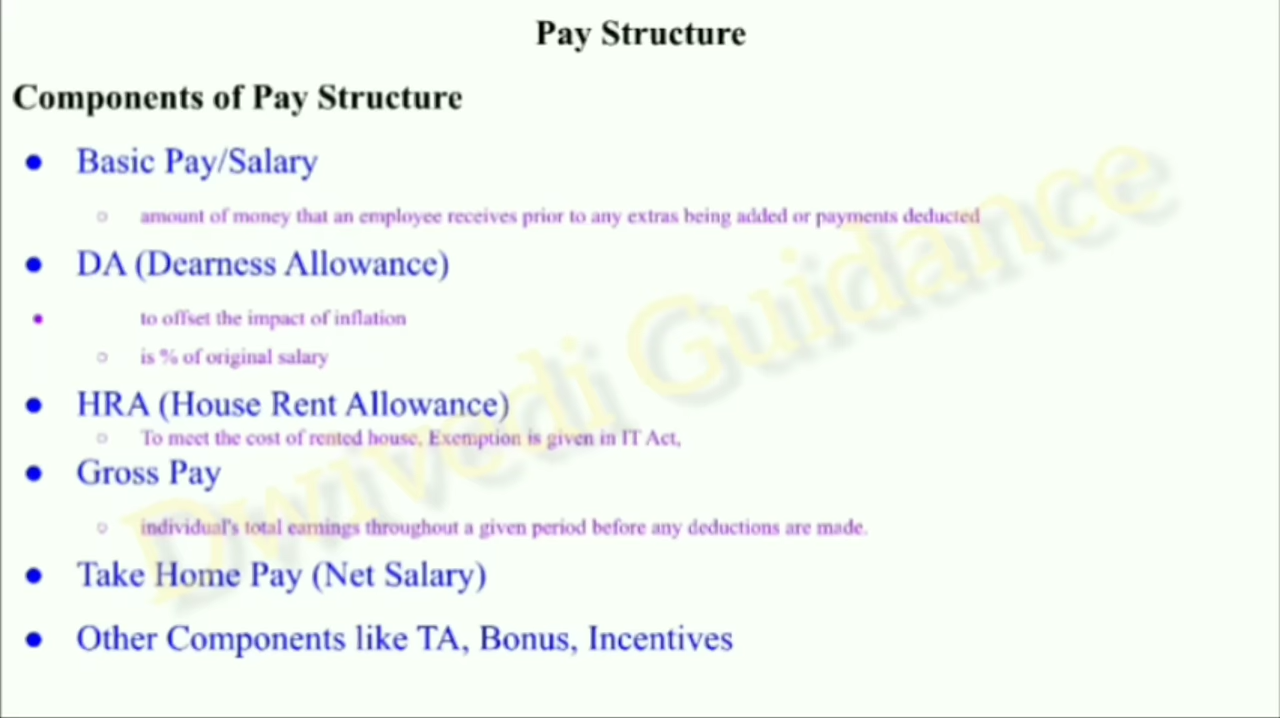 Pay Structure
Components of Pay Structure
● Basic Pay/Salary
○ amount of money that an employee receives prior to any extras being added or payments deducted
● DA (Dearness Allowance)
● to offset the impact of inflation
○ is % of original salary
● HRA (House Rent Allowance)
○ To meet the cost of rented house, Exemption is given in IT Act,
● Gross Pay
○ individual's total earnings throughout a given period before any deductions are made.
● Take Home Pay (Net Salary)
● Other Components like TA, Bonus, Incentives
Dwivedi Guidance